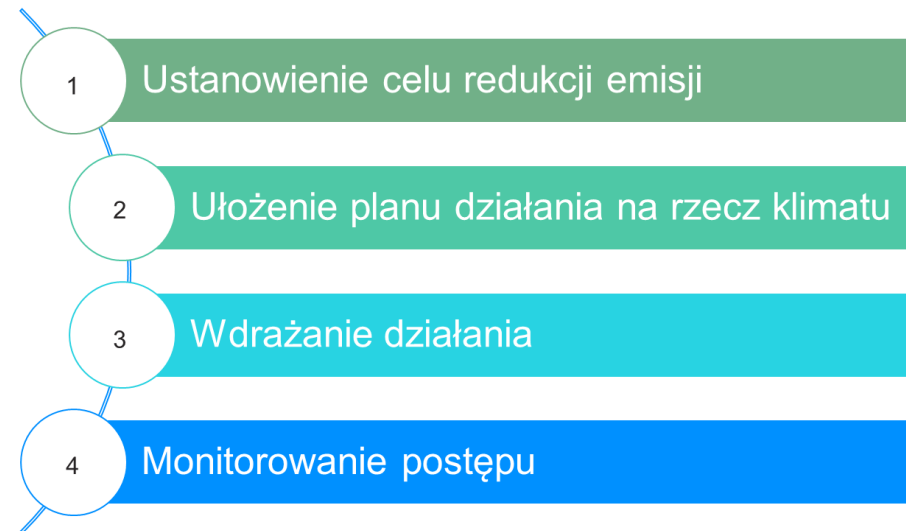 1
Ustanowienie celu redukcji emisji
2
Ułożenie planu działania na rzecz klimatu
3
Wdrażanie działania
4
Monitorowanie postępu